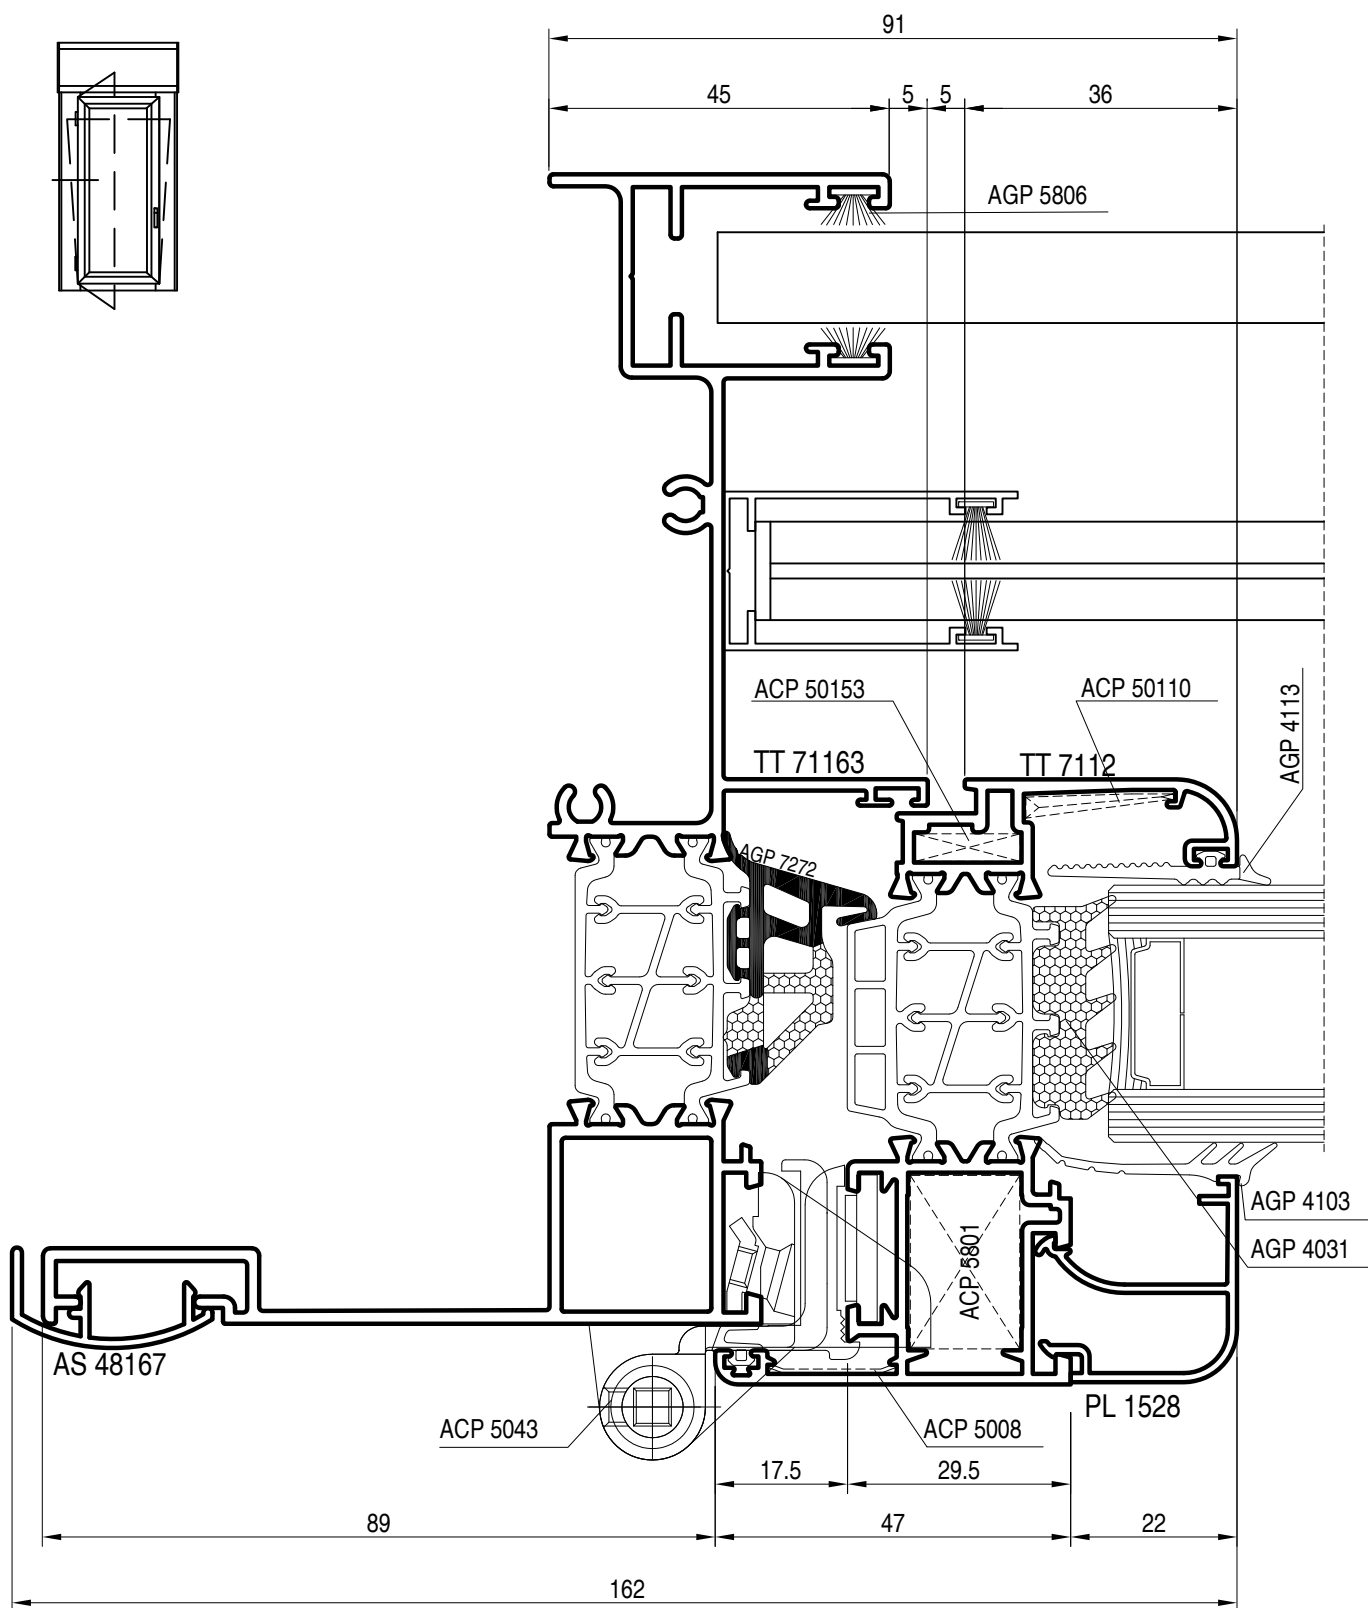 91
45 5 5 36
AGP 5806
ACP 50153
ACP 50110
AGP 4113
TT 71163
TT 7112
AGP 7272
AGP 4103
AGP 4031
ACP 5801
AS 48167
PL 1528
ACP 5043
ACP 5008
17.5 29.5
89 47 22
162